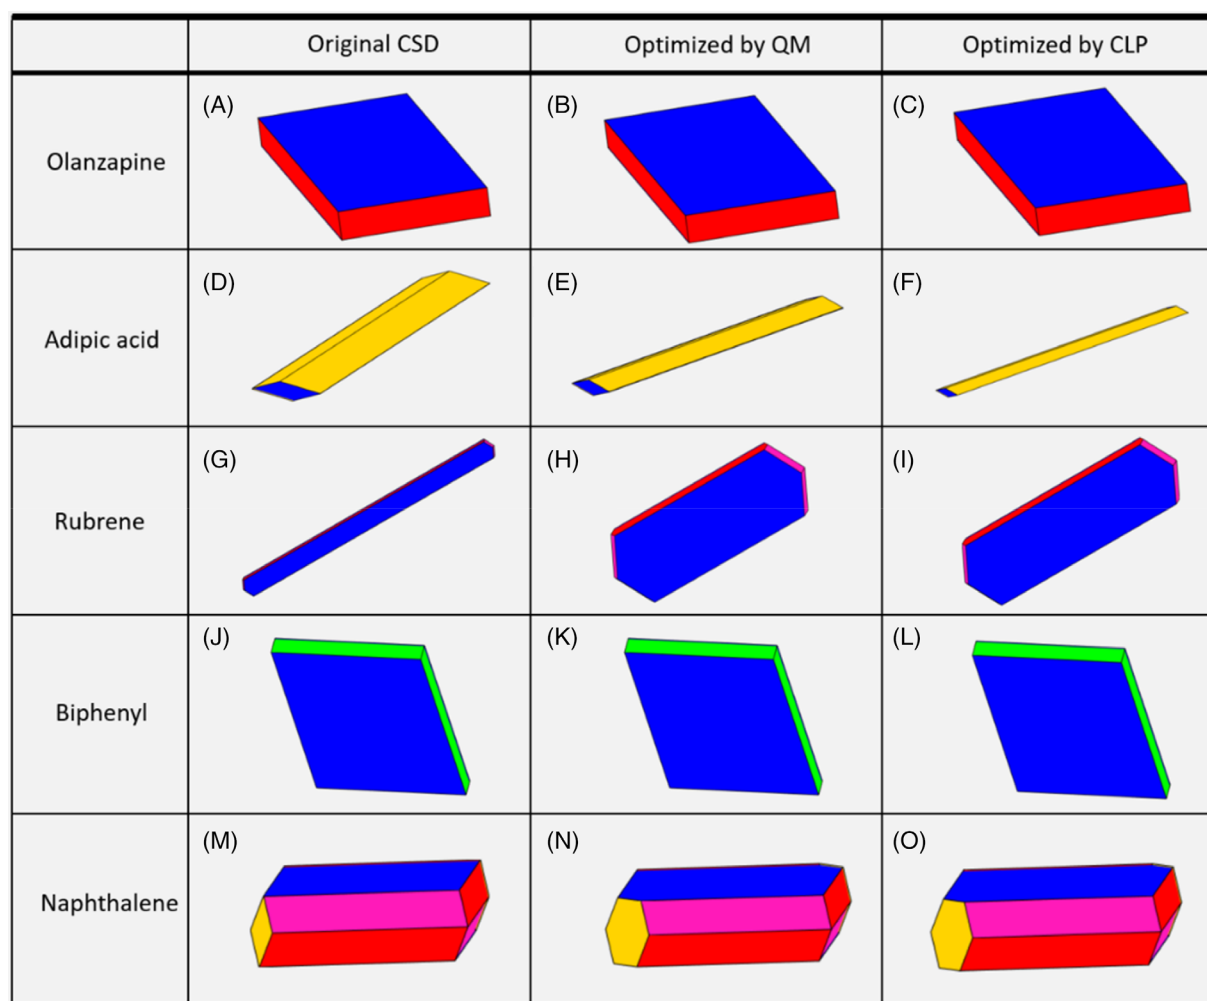 Original CSD
Optimized by QM
Optimized by CLP
Olanzapine
(A)
(B)
(C)
Adipic acid
(D)
(E)
(F)
Rubrene
(G)
(H)
(I)
Biphenyl
(J)
(K)
(L)
Naphthalene
(M)
(N)
(O)